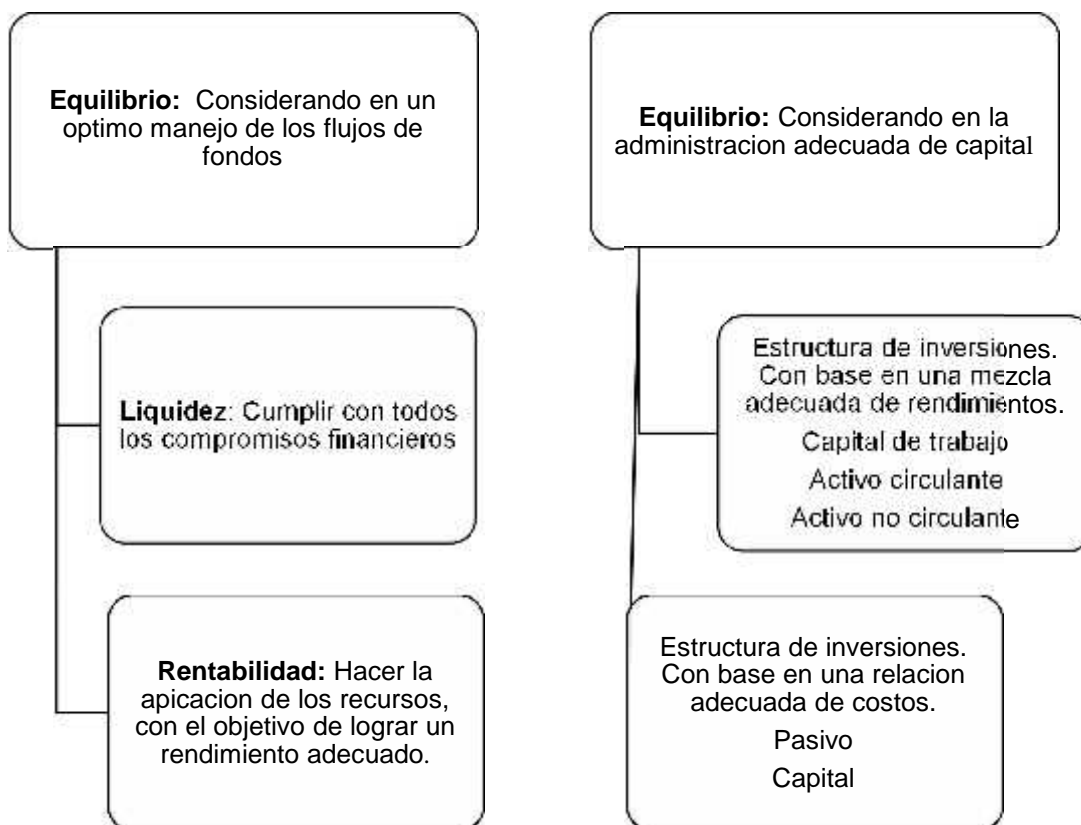 Equilibrio: Considerando en un
optimo manejo de los flujos de
fondos
Liquidez: Cumplir con todos
los compromisos financieros
Rentabilidad: Hacer la
apicacion de los recursos,
con el objetivo de lograr un
rendimiento adecuado.
Equilibrio: Considerando en la
administracion adecuada de capital
Estructura de inversiones.
Con base en una mezcla
adecuada de rendimientos.
Capital de trabajo
Activo circulante
Activo no circulante
Estructura de inversiones.
Con base en una relacion
adecuada de costos.
Pasivo
Capital